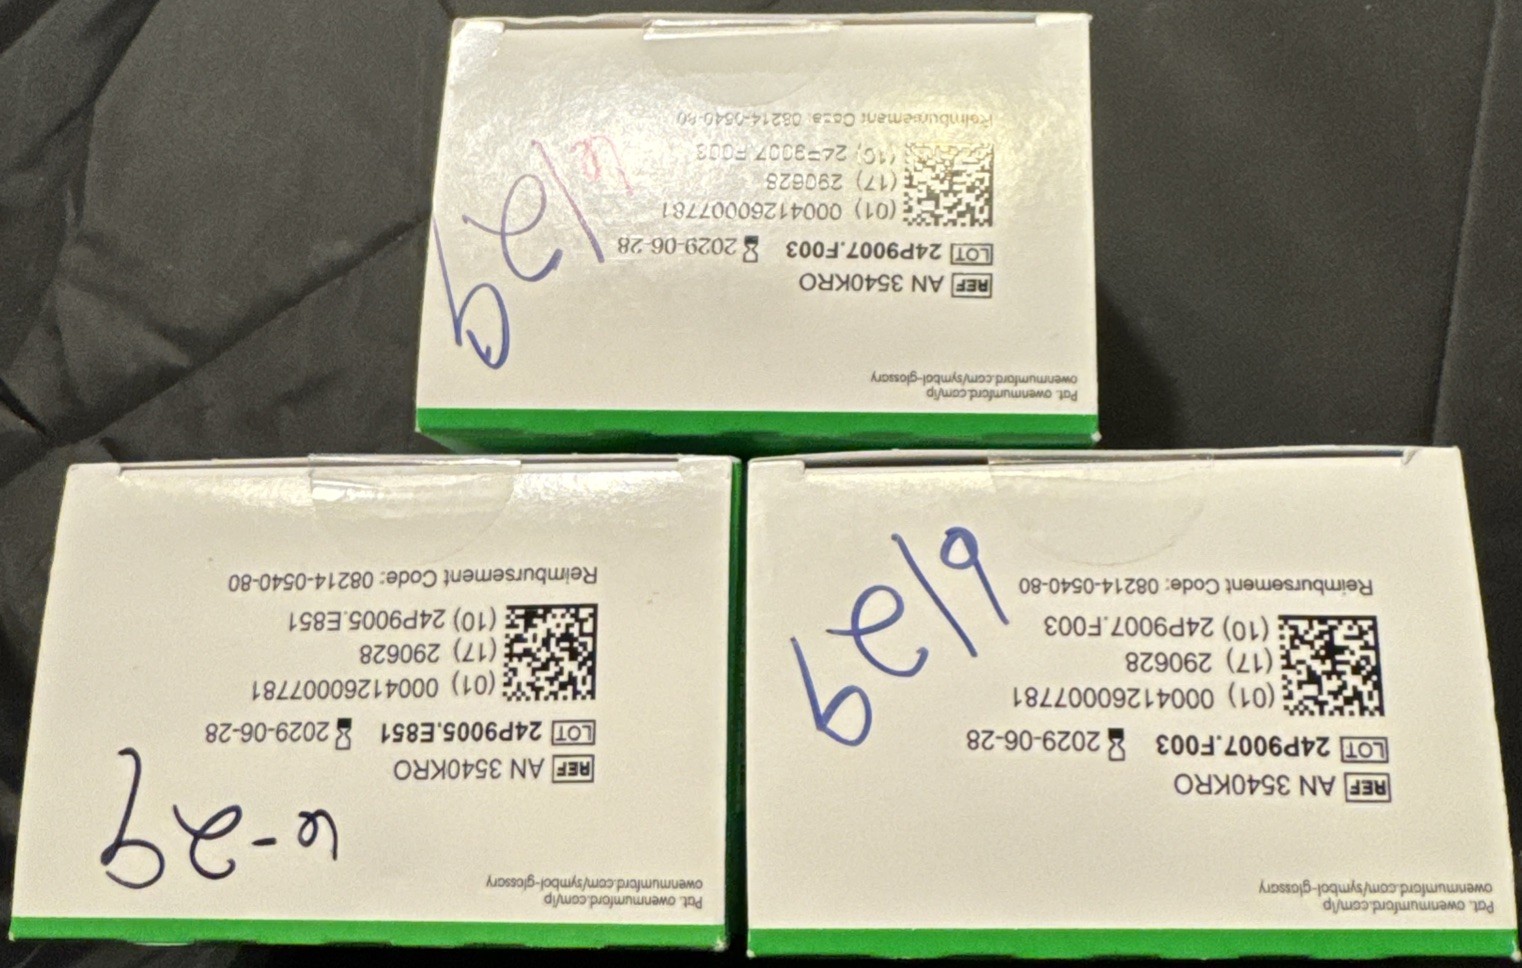 Pat. owenmumford.com/ip
owenmumford.com/symbol-glossary
REF AN 3540KRO
LOT 24P9007.F003 2029-06-28
(01) 00041260007781
(17) 290628
(10) 24P9007.F003
Reimbursement Code: 08214-0540-80
6/29
Pat. owenmumford.com/ip
owenmumford.com/symbol-glossary
REF AN 3540KRO
LOT 24P9005.E851 2029-06-28
(01) 00041260007781
(17) 290628
(10) 24P9005.E851
Reimbursement Code: 08214-0540-80
Pat. owenmumford.com/ip
owenmumford.com/symbol-glossary
REF AN 3540KRO
LOT 24P9007.F003 2029-06-28
(01) 00041260007781
(17) 290628
(10) 24P9007.F003
Reimbursement Code: 08214-0540-80